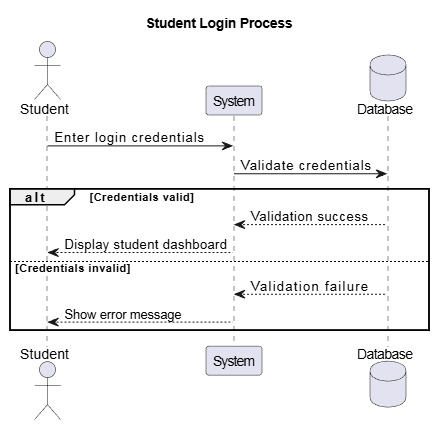 Student Login Process
Student
System
Database
Enter login credentials
Validate credentials
alt [Credentials valid]
Validation success
Display student dashboard
[Credentials invalid]
Validation failure
Show error message
Student
System
Database